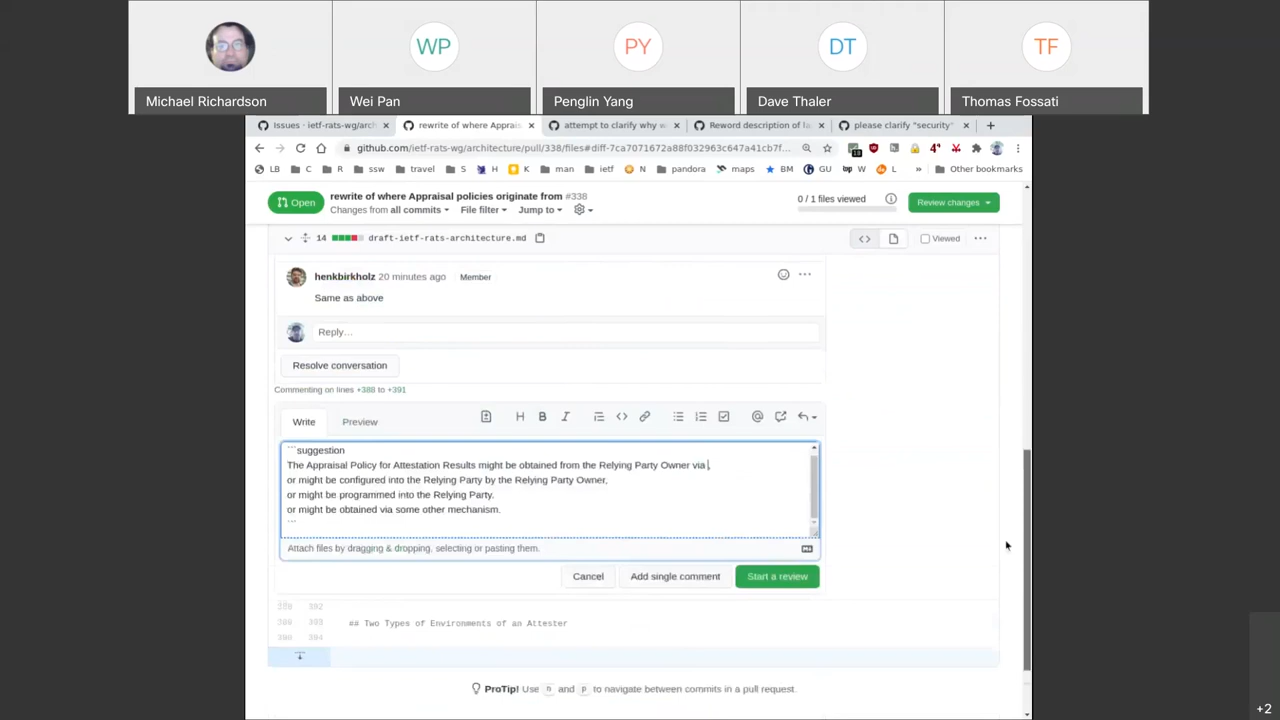 WP
PY
DT
TF
Michael Richardson
Wei Pan
Penglin Yang
Dave Thaler
Thomas Fossati
Issues · ietf-rats-wg/arch
rewrite of where Apprais
attempt to clarify why w
Reword description of la
please clarify "security"
github.com/ietf-rats-wg/architecture/pull/338/files#diff-7ca7071672a88f032963c647a41cb7f...
LB
C
R
ssw
travel
S
H
K
man
ietf
N
pandora
maps
BM
GU
W
L
»
Other bookmarks
Open
rewrite of where Appraisal policies originate from #338
Changes from all commits
File filter
Jump to
0 / 1 files viewed
Review changes
14
draft-ietf-rats-architecture.md
Viewed
henkbirkholz 20 minutes ago
Member
Same as above
Reply...
Resolve conversation
Commenting on lines +388 to +391
Write
Preview
```suggestion
The Appraisal Policy for Attestation Results might be obtained from the Relying Party Owner via ,
or might be configured into the Relying Party by the Relying Party Owner,
or might be programmed into the Relying Party.
or might be obtained via some other mechanism.
```
Attach files by dragging & dropping, selecting or pasting them.
Cancel
Add single comment
Start a review
392
393 ## Two Types of Environments of an Attester
390 394
ProTip! Use n and p to navigate between commits in a pull request.
+2